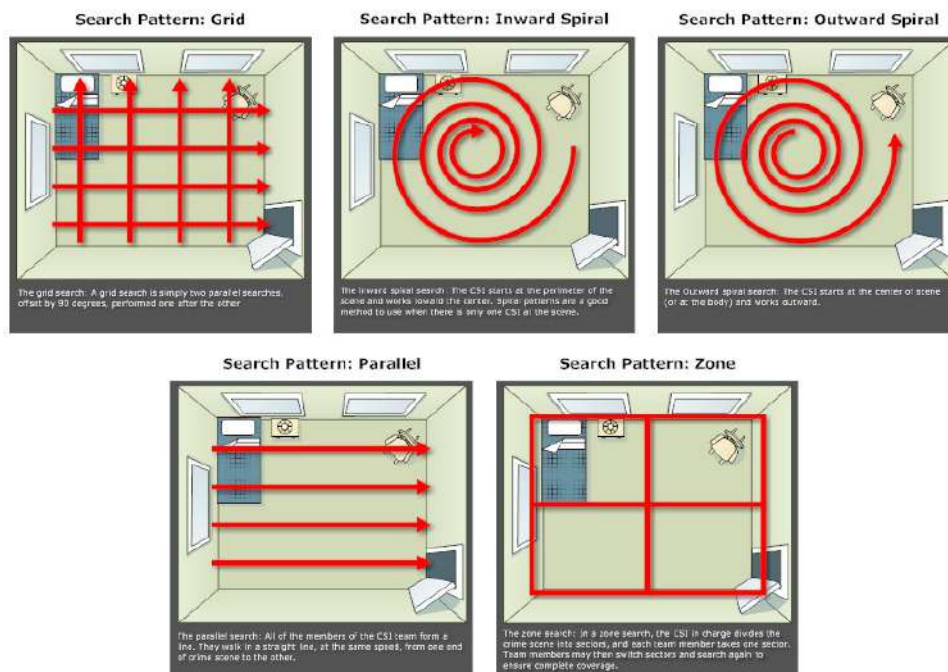 Search Pattern: Grid
Search Pattern: Inward Spiral
Search Pattern: Outward Spiral
The grid search: A grid search is simply two parallel searches,
offset by 90 degrees, performed one after the other
The Inward spiral search: The CSI starts at the perimeter of the
scene and works toward the center. Spiral patterns are a good
method to use when there is only one CSI at the scene.
The Outward spiral search: The CSI starts at the center of scene
(or at the body) and works outward.
Search Pattern: Parallel
Search Pattern: Zone
The parallel search: All of the members of the CSI team form a
line. They walk in a straight line, at the same speed, from one end
of crime scene to the other.
The zone search: In a zone search, the CSI in charge divides the
crime scene into sectors, and each team member takes one sector.
Team members may then switch sectors and search again to
ensure complete coverage.